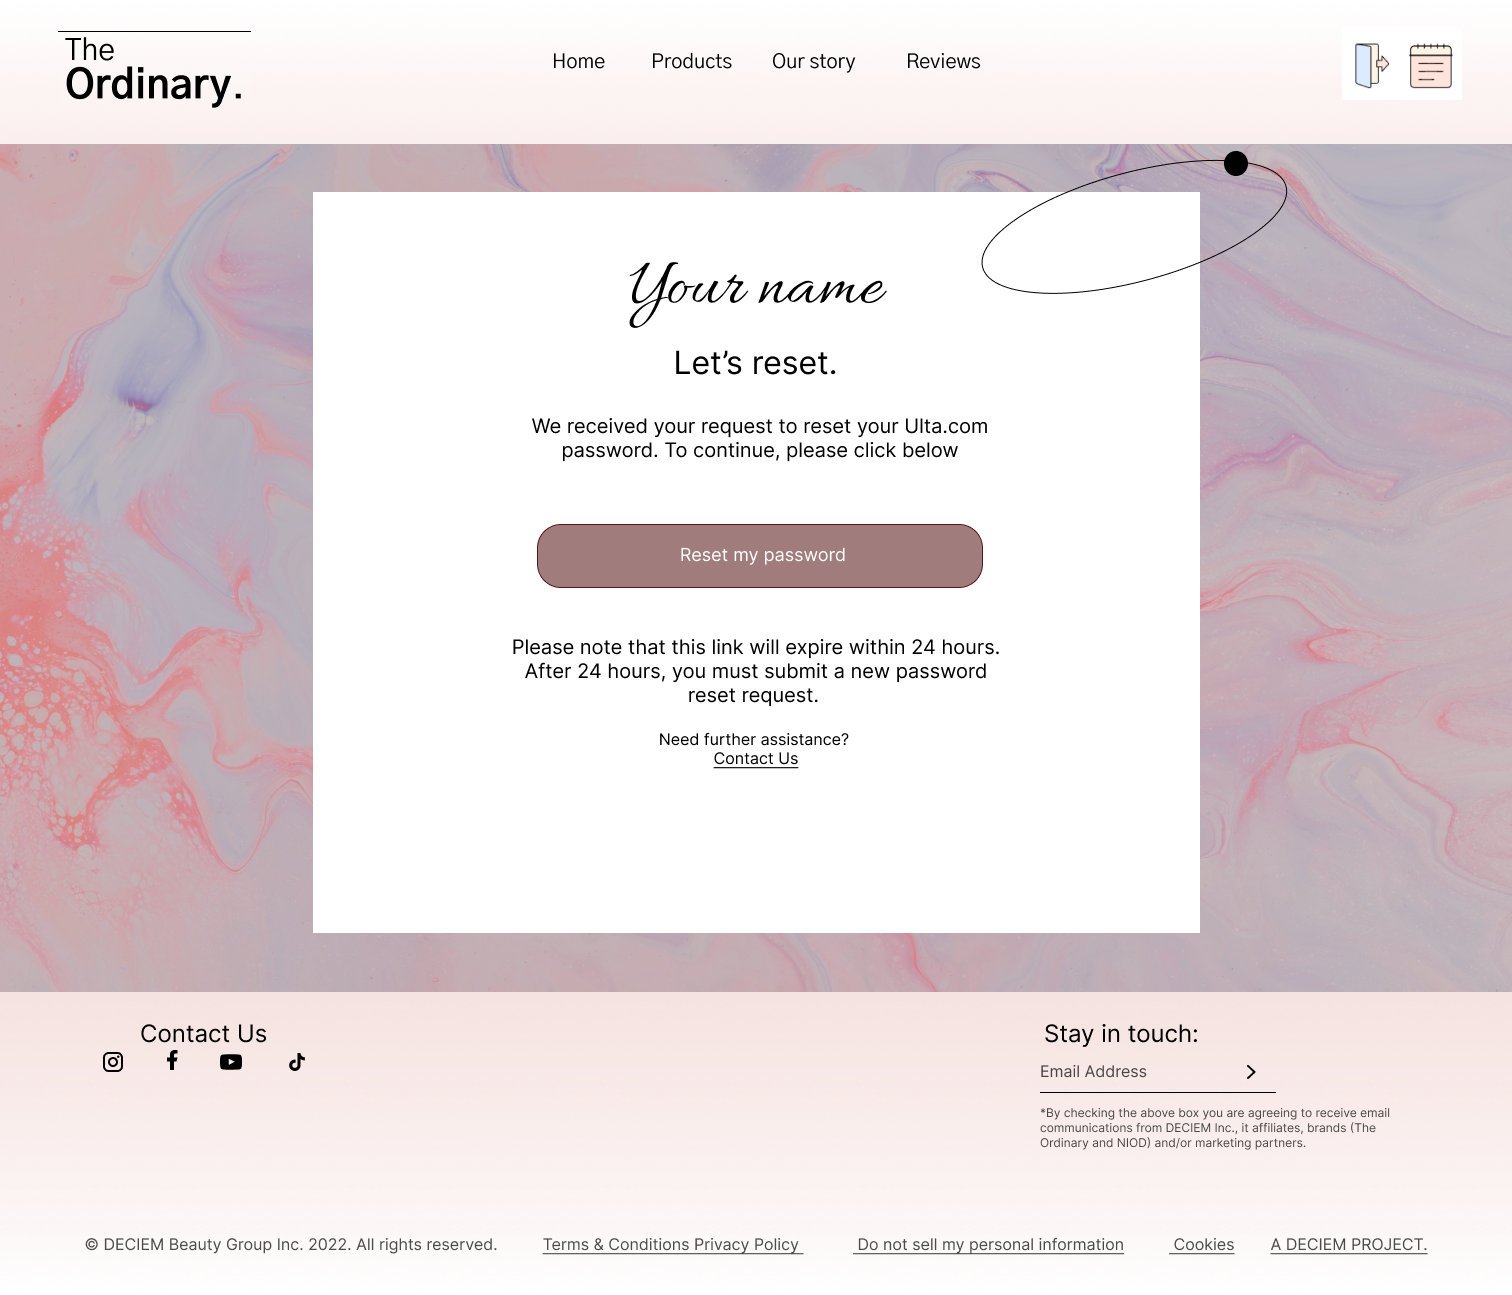 The
Ordinary.
Home Products Our story Reviews
Your name
Let’s reset.
We received your request to reset your Ulta.com
password. To continue, please click below
Reset my password
Please note that this link will expire within 24 hours.
After 24 hours, you must submit a new password
reset request.
Need further assistance?
Contact Us
Contact Us
Stay in touch:
Email Address
*By checking the above box you are agreeing to receive email
communications from DECIEM Inc., it affiliates, brands (The
Ordinary and NIOD) and/or marketing partners.
© DECIEM Beauty Group Inc. 2022. All rights reserved. Terms & Conditions Privacy Policy Do not sell my personal information Cookies A DECIEM PROJECT.